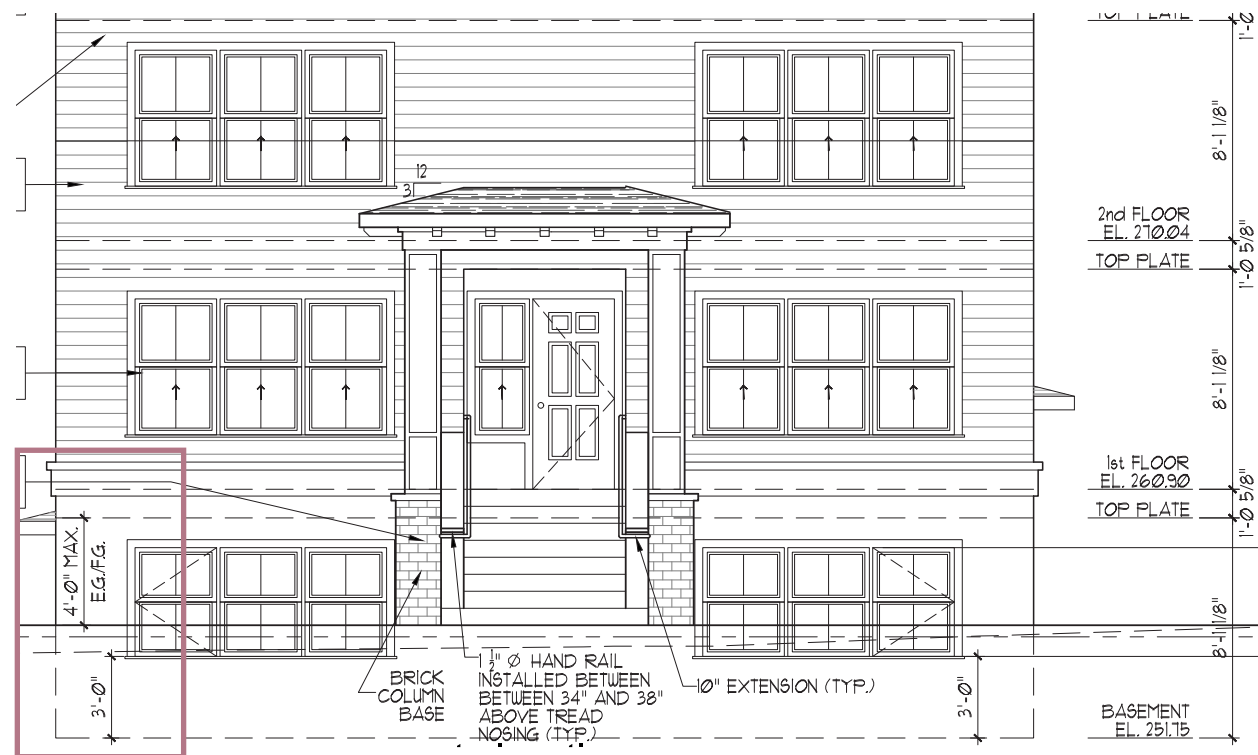 TOP PLATE
1'-0
12
3
8'-1 1/8"
2nd FLOOR
EL. 270.04
1'-0 5/8"
TOP PLATE
8'-1 1/8"
1st FLOOR
EL. 260.90
1'-0 5/8"
TOP PLATE
4'-0" MAX.
E.G./F.G.
8'-1 1/8"
3'-0"
BRICK
COLUMN
BASE
1 1/2" Ø HAND RAIL
INSTALLED BETWEEN
BETWEEN 34" AND 38"
ABOVE TREAD
NOSING (TYP.)
10" EXTENSION (TYP.)
3'-0"
BASEMENT
EL. 251.75